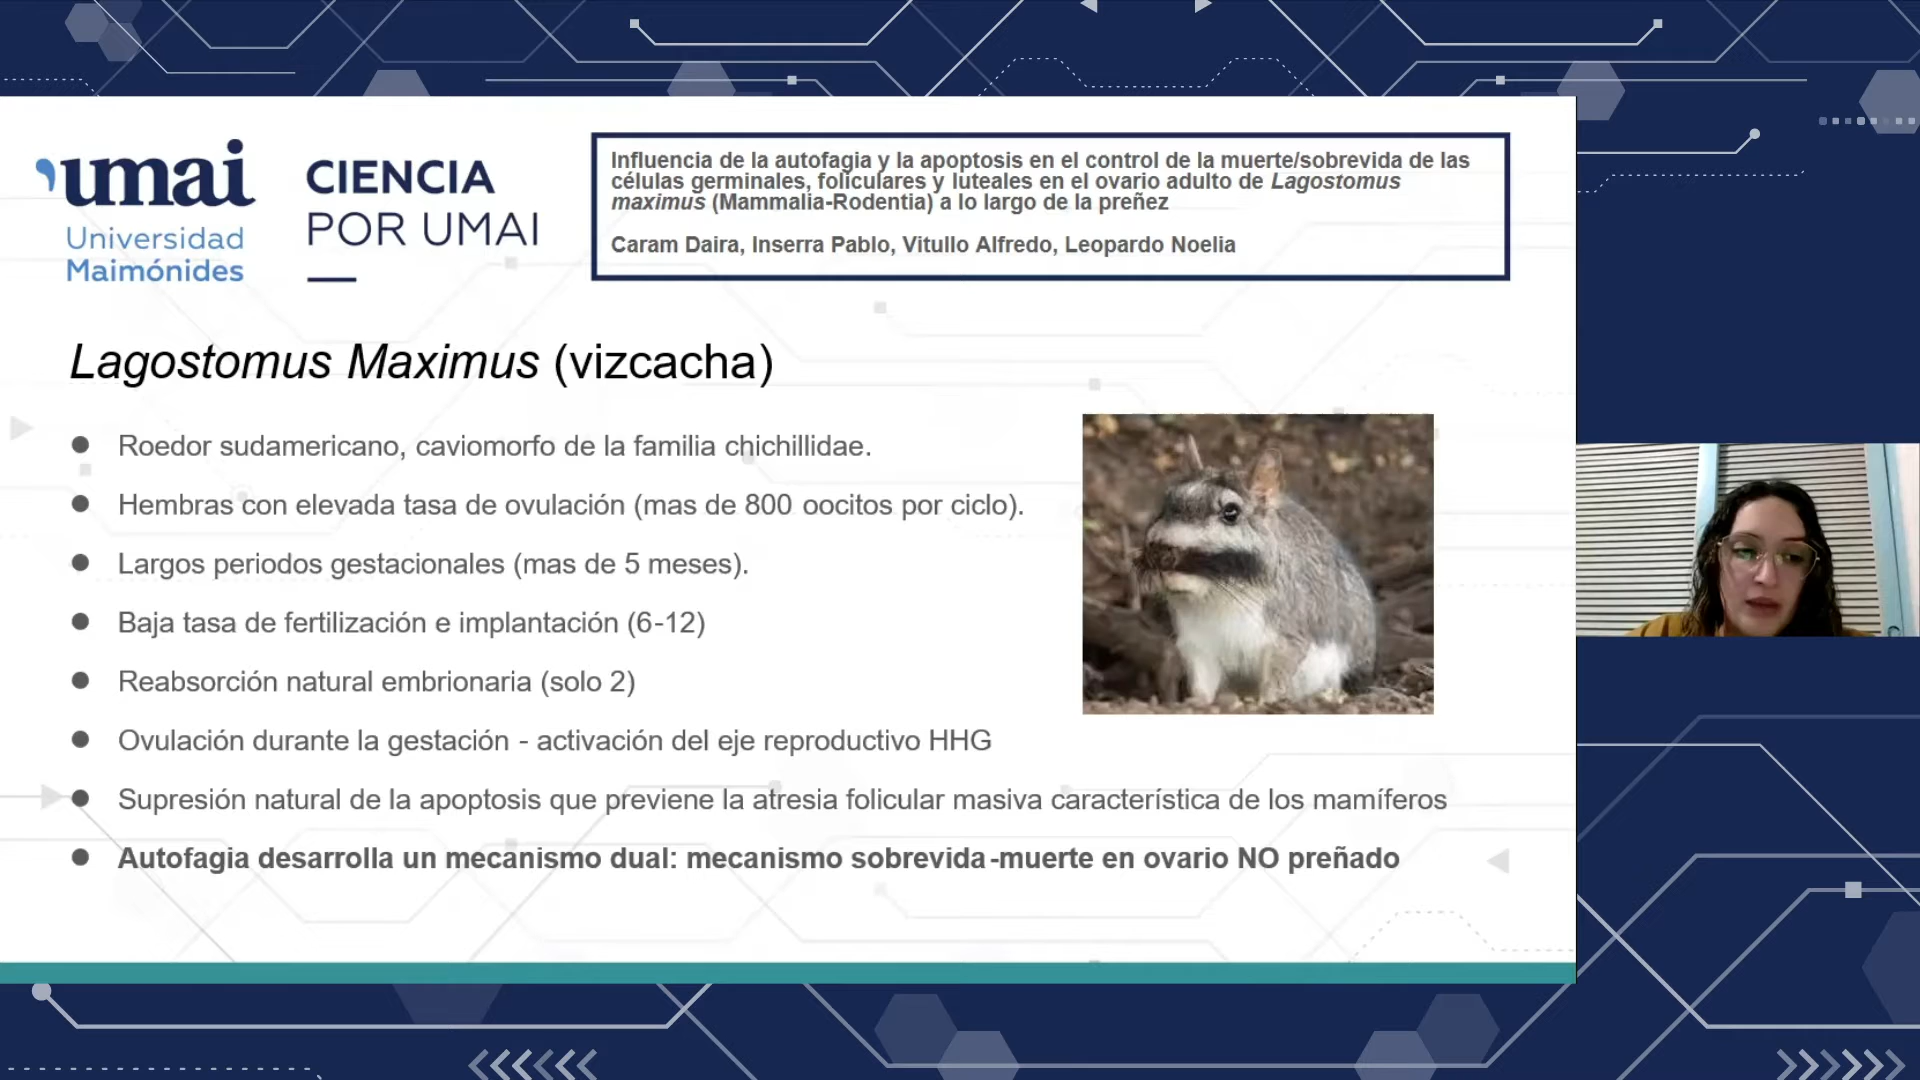 umai
Universidad
Maimónides
CIENCIA
POR UMAI
Influencia de la autofagia y la apoptosis en el control de la muerte/sobrevida de las
células germinales, foliculares y luteales en el ovario adulto de Lagostomus
maximus (Mammalia-Rodentia) a lo largo de la preñez
Caram Daira, Inserra Pablo, Vitullo Alfredo, Leopardo Noelia
Lagostomus Maximus (vizcacha)
● Roedor sudamericano, caviomorfo de la familia chichillidae.
● Hembras con elevada tasa de ovulación (mas de 800 oocitos por ciclo).
● Largos periodos gestacionales (mas de 5 meses).
● Baja tasa de fertilización e implantación (6-12)
● Reabsorción natural embrionaria (solo 2)
● Ovulación durante la gestación - activación del eje reproductivo HHG
● Supresión natural de la apoptosis que previene la atresia folicular masiva característica de los mamíferos
● Autofagia desarrolla un mecanismo dual: mecanismo sobrevida-muerte en ovario NO preñado